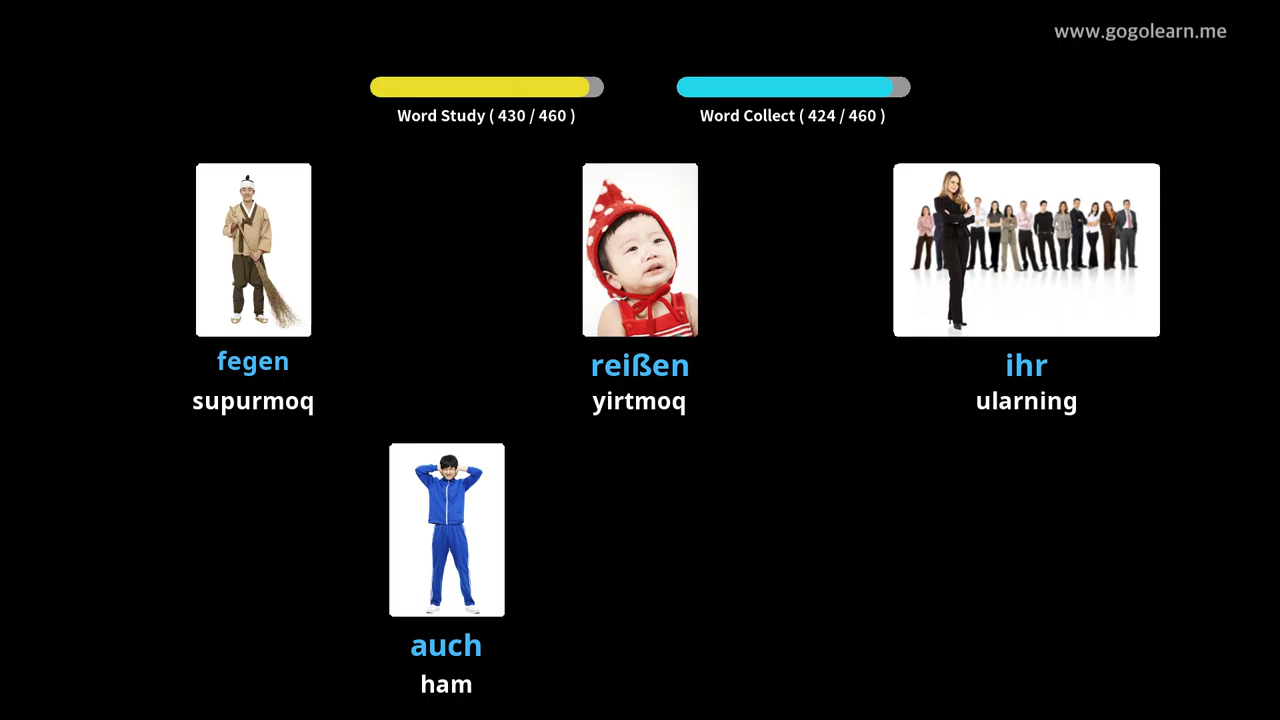 www.gogolearn.me
Word Study ( 430 / 460 )
Word Collect ( 424 / 460 )
fegen
supurmoq
reißen
yirtmoq
ihr
ularning
auch
ham